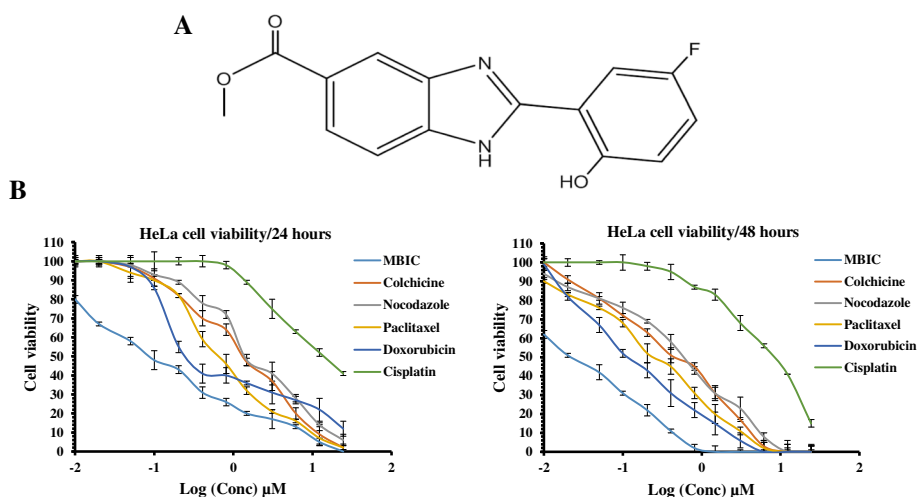 A
O
O
N
NH
HO
F
B
HeLa cell viability/24 hours
Cell viability
110
100
90
80
70
60
50
40
30
20
10
0
-2
-1
0
1
2
Log (Conc) µM
MBIC
Colchicine
Nocodazole
Paclitaxel
Doxorubicin
Cisplatin
HeLa cell viability/48 hours
Cell viability
110
100
90
80
70
60
50
40
30
20
10
0
-2
-1
0
1
2
Log (Conc) µM
MBIC
Colchicine
Nocodazole
Paclitaxel
Doxorubicin
Cisplatin